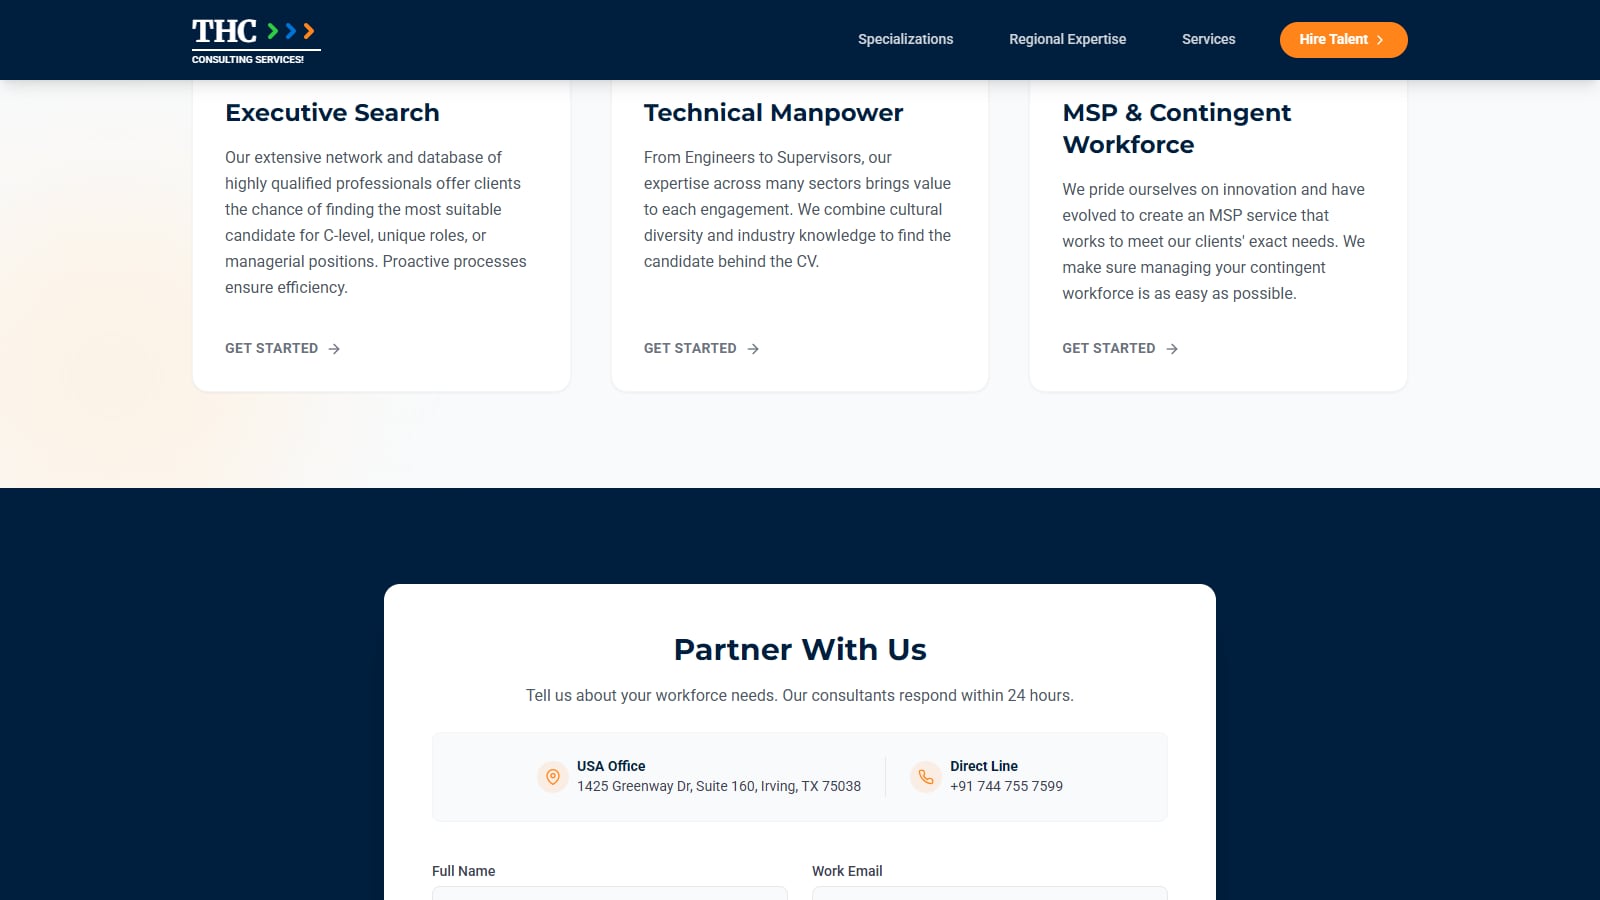 THC
CONSULTING SERVICES!
Specializations
Regional Expertise
Services
Hire Talent
Executive Search
Our extensive network and database of
highly qualified professionals offer clients
the chance of finding the most suitable
candidate for C-level, unique roles, or
managerial positions. Proactive processes
ensure efficiency.
GET STARTED
Technical Manpower
From Engineers to Supervisors, our
expertise across many sectors brings value
to each engagement. We combine cultural
diversity and industry knowledge to find the
candidate behind the CV.
GET STARTED
MSP & Contingent
Workforce
We pride ourselves on innovation and have
evolved to create an MSP service that
works to meet our clients' exact needs. We
make sure managing your contingent
workforce is as easy as possible.
GET STARTED
Partner With Us
Tell us about your workforce needs. Our consultants respond within 24 hours.
USA Office
1425 Greenway Dr, Suite 160, Irving, TX 75038
Direct Line
+91 744 755 7599
Full Name
Work Email